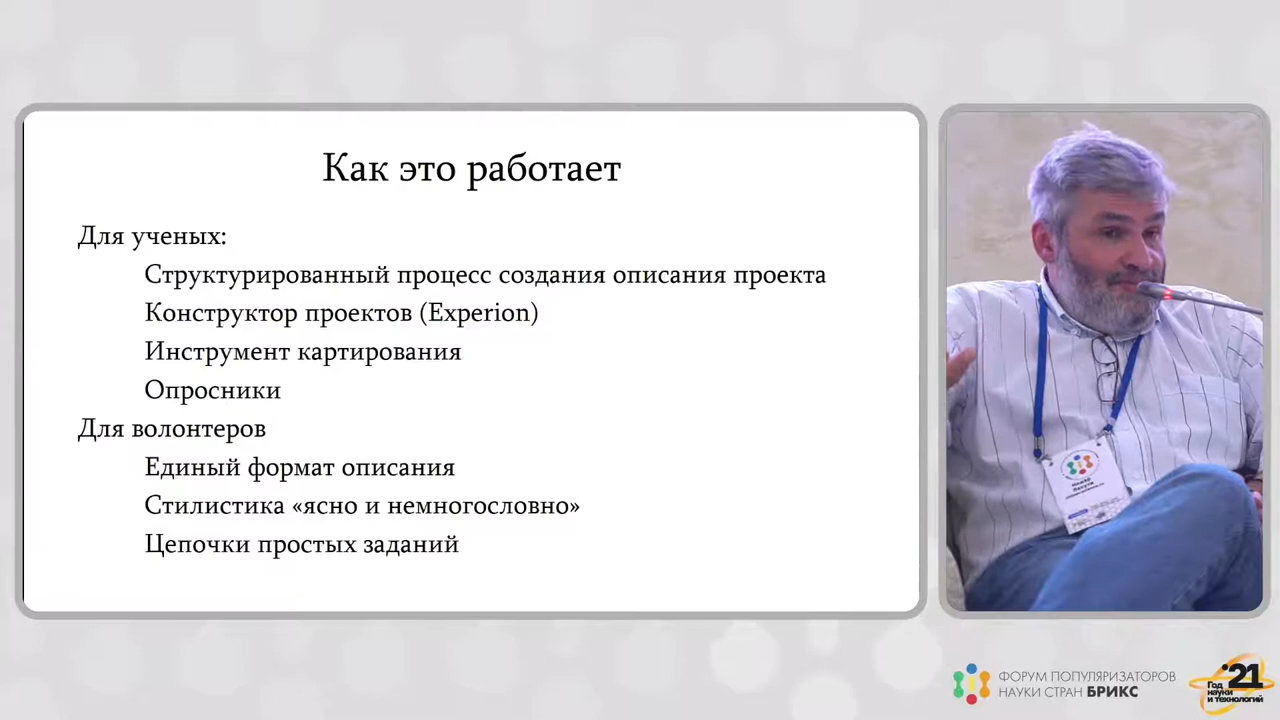 Как это работает
Для ученых:
Структурированный процесс создания описания проекта
Конструктор проектов (Experion)
Инструмент картирования
Опросники
Для волонтеров
Единый формат описания
Стилистика «ясно и немногословно»
Цепочки простых заданий
ФОРУМ ПОПУЛЯРИЗАТОРОВ
НАУКИ СТРАН БРИКС
'21
Год
науки
и технологий